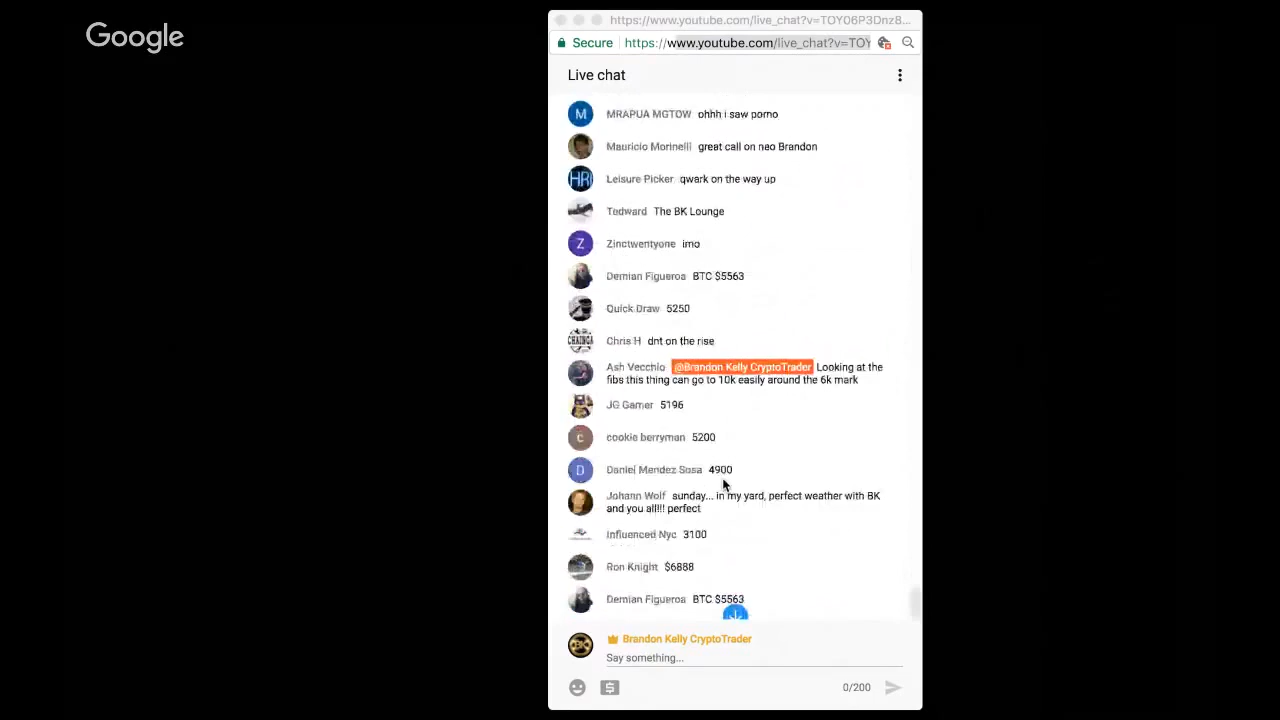 Google
https://www.youtube.com/live_chat?v=TOY06P3Dnz8...
Secure https://www.youtube.com/live_chat?v=TOY
Live chat
M MRAPUA MGTOW ohhh i saw porno
Mauricio Morinelli great call on neo Brandon
HR Leisure Picker qwark on the way up
Tedward The BK Lounge
Z Zinctwentyone imo
Demian Figueroa BTC $5563
Quick Draw 5250
Chris H dnt on the rise
Ash Vecchio @Brandon Kelly CryptoTrader Looking at the
fibs this thing can go to 10k easily around the 6k mark
JG Gamer 5196
c cookie berryman 5200
D Daniel Mendez Sosa 4900
Johann Wolf sunday... in my yard, perfect weather with BK
and you all!!! perfect
Influenced Nyc 3100
Ron Knight $6888
Demian Figueroa BTC $5563
BK Brandon Kelly CryptoTrader
Say something...
0/200